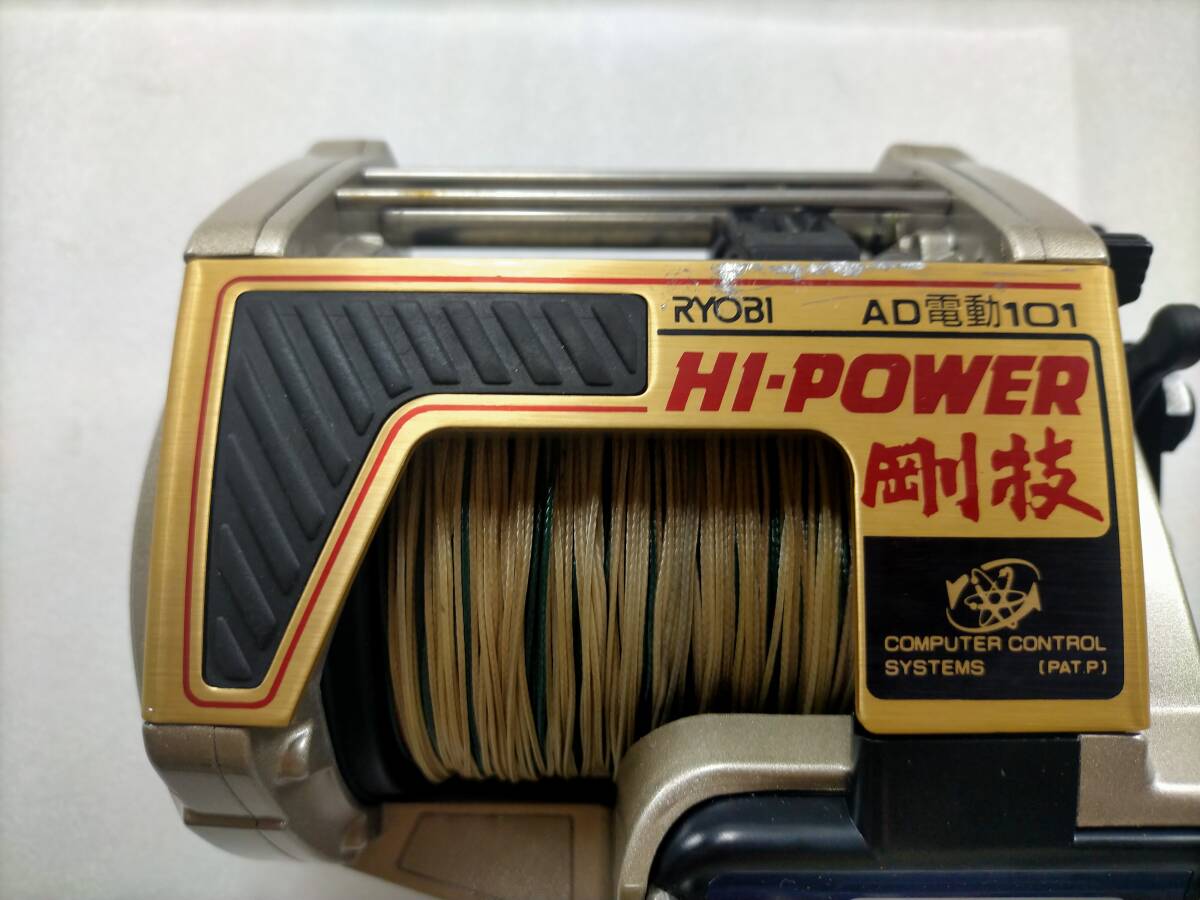 RYOBI AD電動101
HI-POWER
剛技
COMPUTER CONTROL
SYSTEMS (PAT.P)